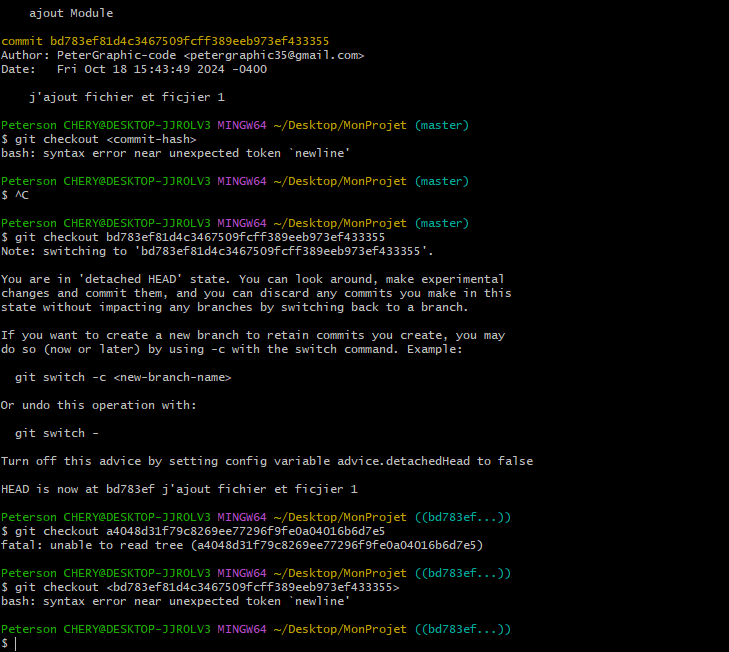 ajout Module
commit bd783ef81d4c3467509fcff389eeb973ef433355
Author: PeterGraphic-code <petergraphic35@gmail.com>
Date:   Fri Oct 18 15:43:49 2024 -0400
    j'ajout fichier et ficjier 1
Peterson CHERY@DESKTOP-JJROLV3 MINGW64 ~/Desktop/MonProjet (master)
$ git checkout <commit-hash>
bash: syntax error near unexpected token `newline'
Peterson CHERY@DESKTOP-JJROLV3 MINGW64 ~/Desktop/MonProjet (master)
$ ^C
Peterson CHERY@DESKTOP-JJROLV3 MINGW64 ~/Desktop/MonProjet (master)
$ git checkout bd783ef81d4c3467509fcff389eeb973ef433355
Note: switching to 'bd783ef81d4c3467509fcff389eeb973ef433355'.
You are in 'detached HEAD' state. You can look around, make experimental
changes and commit them, and you can discard any commits you make in this
state without impacting any branches by switching back to a branch.
If you want to create a new branch to retain commits you create, you may
do so (now or later) by using -c with the switch command. Example:
  git switch -c <new-branch-name>
Or undo this operation with:
  git switch -
Turn off this advice by setting config variable advice.detachedHead to false
HEAD is now at bd783ef j'ajout fichier et ficjier 1
Peterson CHERY@DESKTOP-JJROLV3 MINGW64 ~/Desktop/MonProjet ((bd783ef...))
$ git checkout a4048d31f79c8269ee77296f9fe0a04016b6d7e5
fatal: unable to read tree (a4048d31f79c8269ee77296f9fe0a04016b6d7e5)
Peterson CHERY@DESKTOP-JJROLV3 MINGW64 ~/Desktop/MonProjet ((bd783ef...))
$ git checkout <bd783ef81d4c3467509fcff389eeb973ef433355>
bash: syntax error near unexpected token `newline'
Peterson CHERY@DESKTOP-JJROLV3 MINGW64 ~/Desktop/MonProjet ((bd783ef...))
$